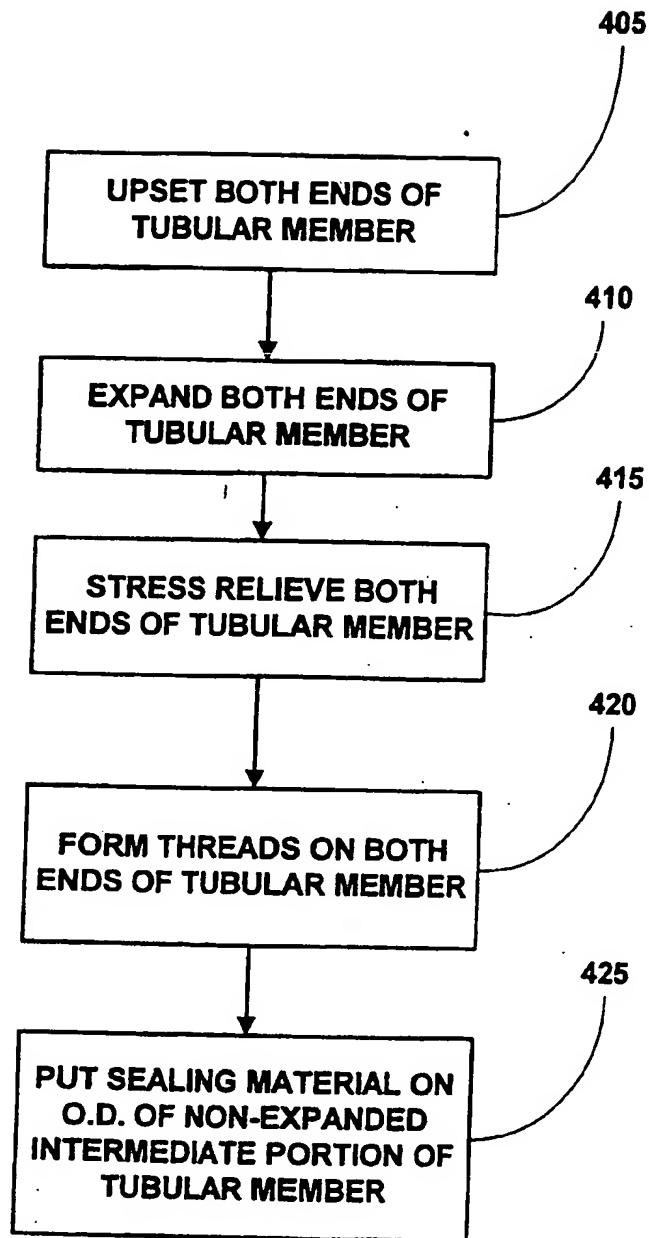 405
UPSET BOTH ENDS OF
TUBULAR MEMBER
410
EXPAND BOTH ENDS OF
TUBULAR MEMBER
415
STRESS RELIEVE BOTH
ENDS OF TUBULAR MEMBER
420
FORM THREADS ON BOTH
ENDS OF TUBULAR MEMBER
425
PUT SEALING MATERIAL ON
O.D. OF NON-EXPANDED
INTERMEDIATE PORTION OF
TUBULAR MEMBER